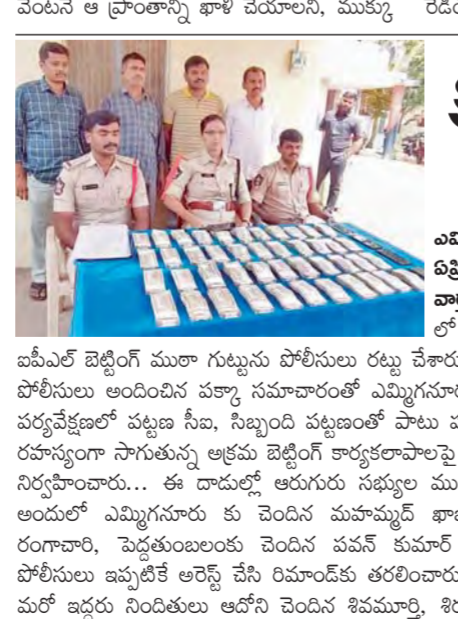 వెంటనే ఆ ప్రాంతాన్ని ఖాళీ చేయాలని, ముక్కు
ఐపీఎల్ బెట్టింగ్ ముఠా గుట్టును పోలీసులు రట్టు చేశారు
పోలీసులు అందించిన పక్కా సమాచారంతో ఎమ్మిగనూరు
పర్యవేక్షణలో పట్టణ సీఐ, సిబ్బంది పట్టణంతో పాటు
రహస్యంగా సాగుతున్న అక్రమ బెట్టింగ్ కార్యకలాపాలపై
నిర్వహించారు... ఈ దాడుల్లో ఆరుగురు సభ్యుల
అందులో ఎమ్మిగనూరు కు చెందిన మహమ్మద్
రంగాచారి, పెద్దతుంబలంకు చెందిన పవన్ కుమార్
పోలీసులు ఇప్పటికే అరెస్ట్ చేసి రిమాండ్‌కు తరలించారు
మరో ఇద్దరు నిందితులు ఆదోని చెందిన శివమూర్తి,